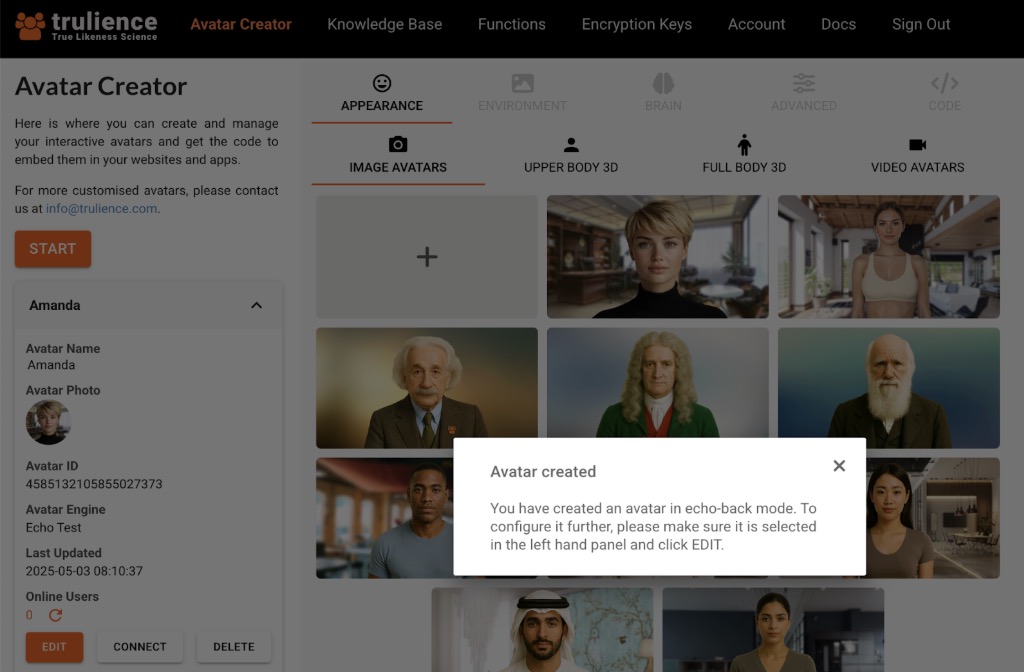 trulience
True Likeness Science
Avatar Creator
Knowledge Base
Functions
Encryption Keys
Account
Docs
Sign Out
Avatar Creator
Here is where you can create and manage
your interactive avatars and get the code to
embed them in your websites and apps.
For more customised avatars, please contact
us at info@trulience.com.
START
Amanda
Avatar Name
Amanda
Avatar Photo
Avatar ID
4585132105855027373
Avatar Engine
Echo Test
Last Updated
2025-05-03 08:10:37
Online Users
0
EDIT
CONNECT
DELETE
APPEARANCE
ENVIRONMENT
BRAIN
ADVANCED
CODE
IMAGE AVATARS
UPPER BODY 3D
FULL BODY 3D
VIDEO AVATARS
Avatar created
You have created an avatar in echo-back mode. To
configure it further, please make sure it is selected
in the left hand panel and click EDIT.